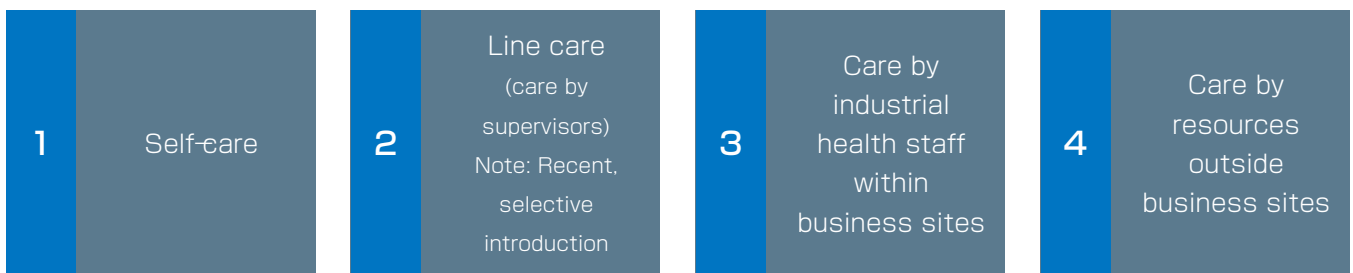 1
Self-care
2
Line care
(care by
supervisors)
Note: Recent,
selective
introduction
3
Care by
industrial
health staff
within
business sites
4
Care by
resources
outside
business sites